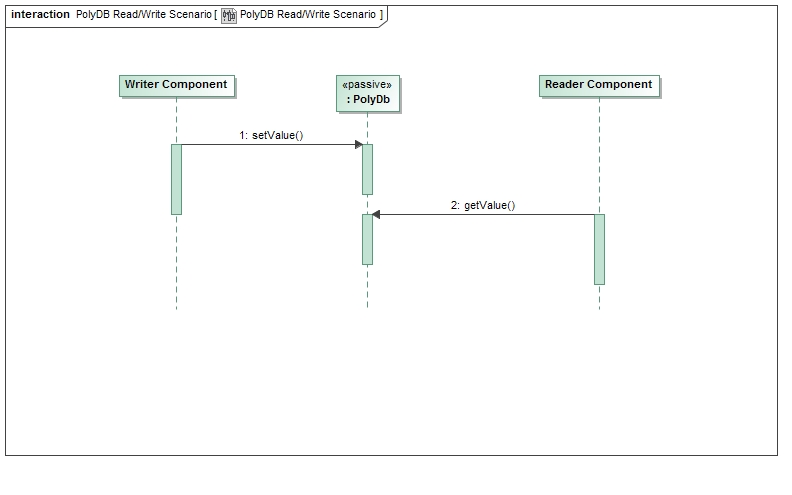 interaction PolyDB Read/Write Scenario [ PolyDB Read/Write Scenario ]
Writer Component
«passive»
: PolyDb
Reader Component
1: setValue()
2: getValue()